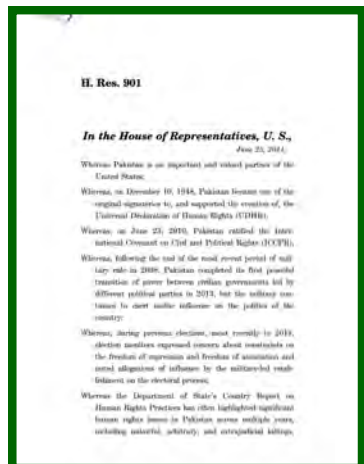 H. Res. 901
In the House of Representatives, U. S.,
June 25, 2024.
Whereas Pakistan is an important and valued partner of the
United States;
Whereas, on December 10, 1948, Pakistan became one of the
original signatories to, and supported the creation of, the
Universal Declaration of Human Rights (UDHR);
Whereas, on June 23, 2010, Pakistan ratified the Inter-
national Covenant on Civil and Political Rights (ICCPR);
Whereas, following the end of the most recent period of mili-
tary rule in 2008, Pakistan completed its first peaceful
transition of power between civilian governments led by
different political parties in 2013, but the military con-
tinues to exert undue influence on the politics of the
country;
Whereas, during previous elections, most recently in 2018,
election monitors expressed concern about constraints on
the freedom of expression and freedom of association and
noted allegations of influence by the military-led estab-
lishment on the electoral process;
Whereas the Department of State's Country Report on
Human Rights Practices has often highlighted significant
human rights issues in Pakistan across multiple years,
including unlawful, arbitrary, and extrajudicial killings,